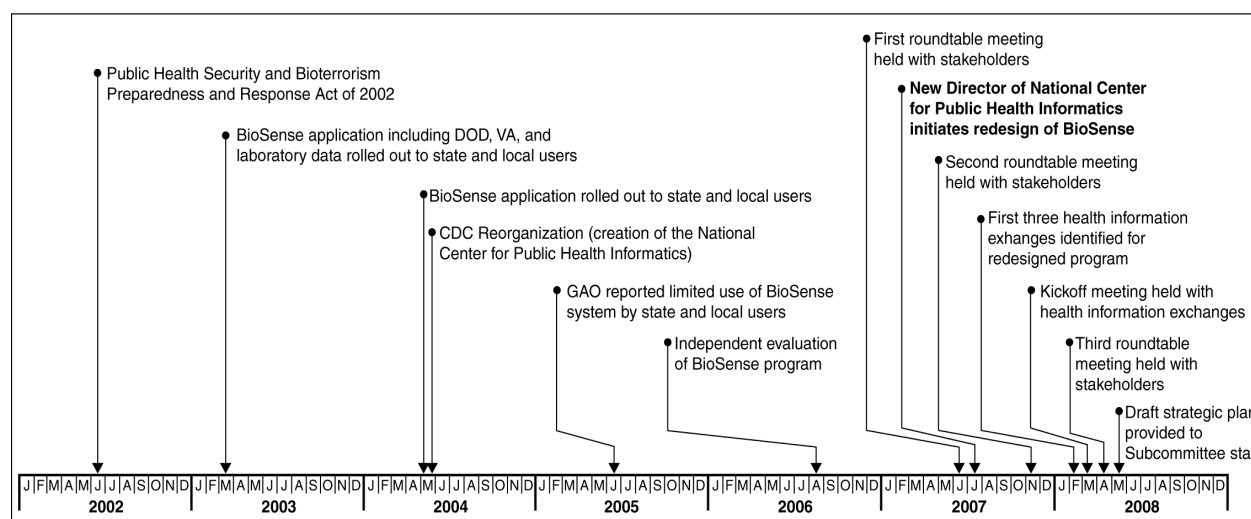 Public Health Security and Bioterrorism
Preparedness and Response Act of 2002
BioSense application including DOD, VA, and
laboratory data rolled out to state and local users
BioSense application rolled out to state and local users
CDC Reorganization (creation of the National
Center for Public Health Informatics)
GAO reported limited use of BioSense
system by state and local users
Independent evaluation
of BioSense program
First roundtable meeting
held with stakeholders
New Director of National Center
for Public Health Informatics
initiates redesign of BioSense
Second roundtable meeting
held with stakeholders
First three health information
exhanges identified for
redesigned program
Kickoff meeting held with
health information exchanges
Third roundtable
meeting held with
stakeholders
Draft strategic plan
provided to
Subcommittee sta
J F M A M J J A S O N D J F M A M J J A S O N D J F M A M J J A S O N D J F M A M J J A S O N D J F M A M J J A S O N D J F M A M J J A S O N D J F M A M J J A S O N D
2002 2003 2004 2005 2006 2007 2008